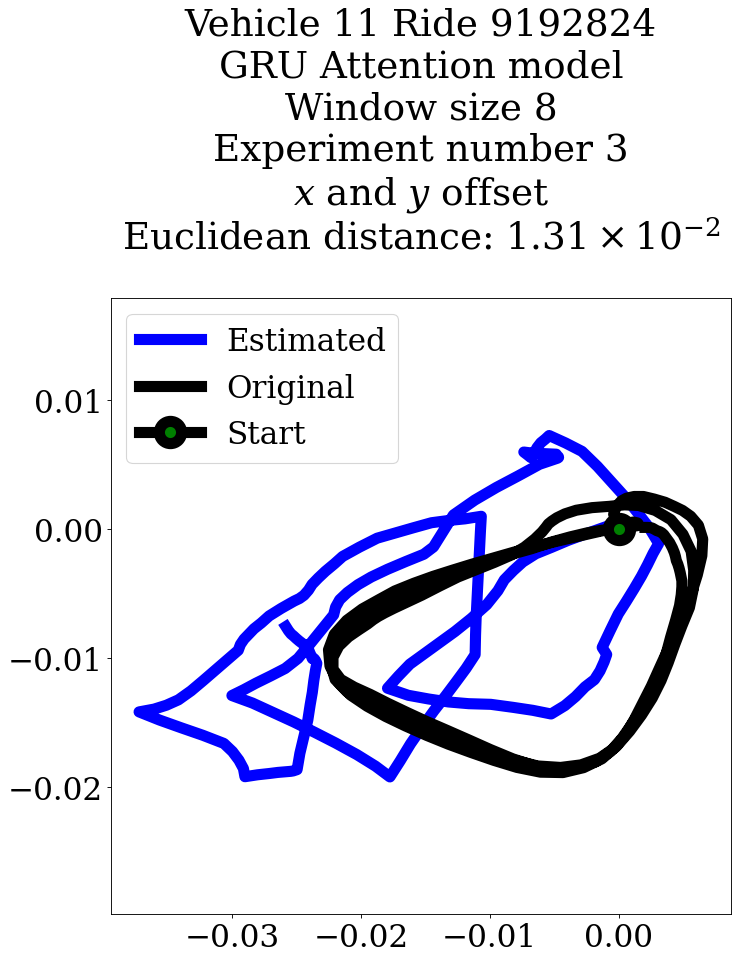 Vehicle 11 Ride 9192824
GRU Attention model
Window size 8
Experiment number 3
x and y offset
Euclidean distance: 1.31 × 10⁻²
Estimated
Original
Start
0.01
0.00
−0.01
−0.02
−0.03 −0.02 −0.01 0.00